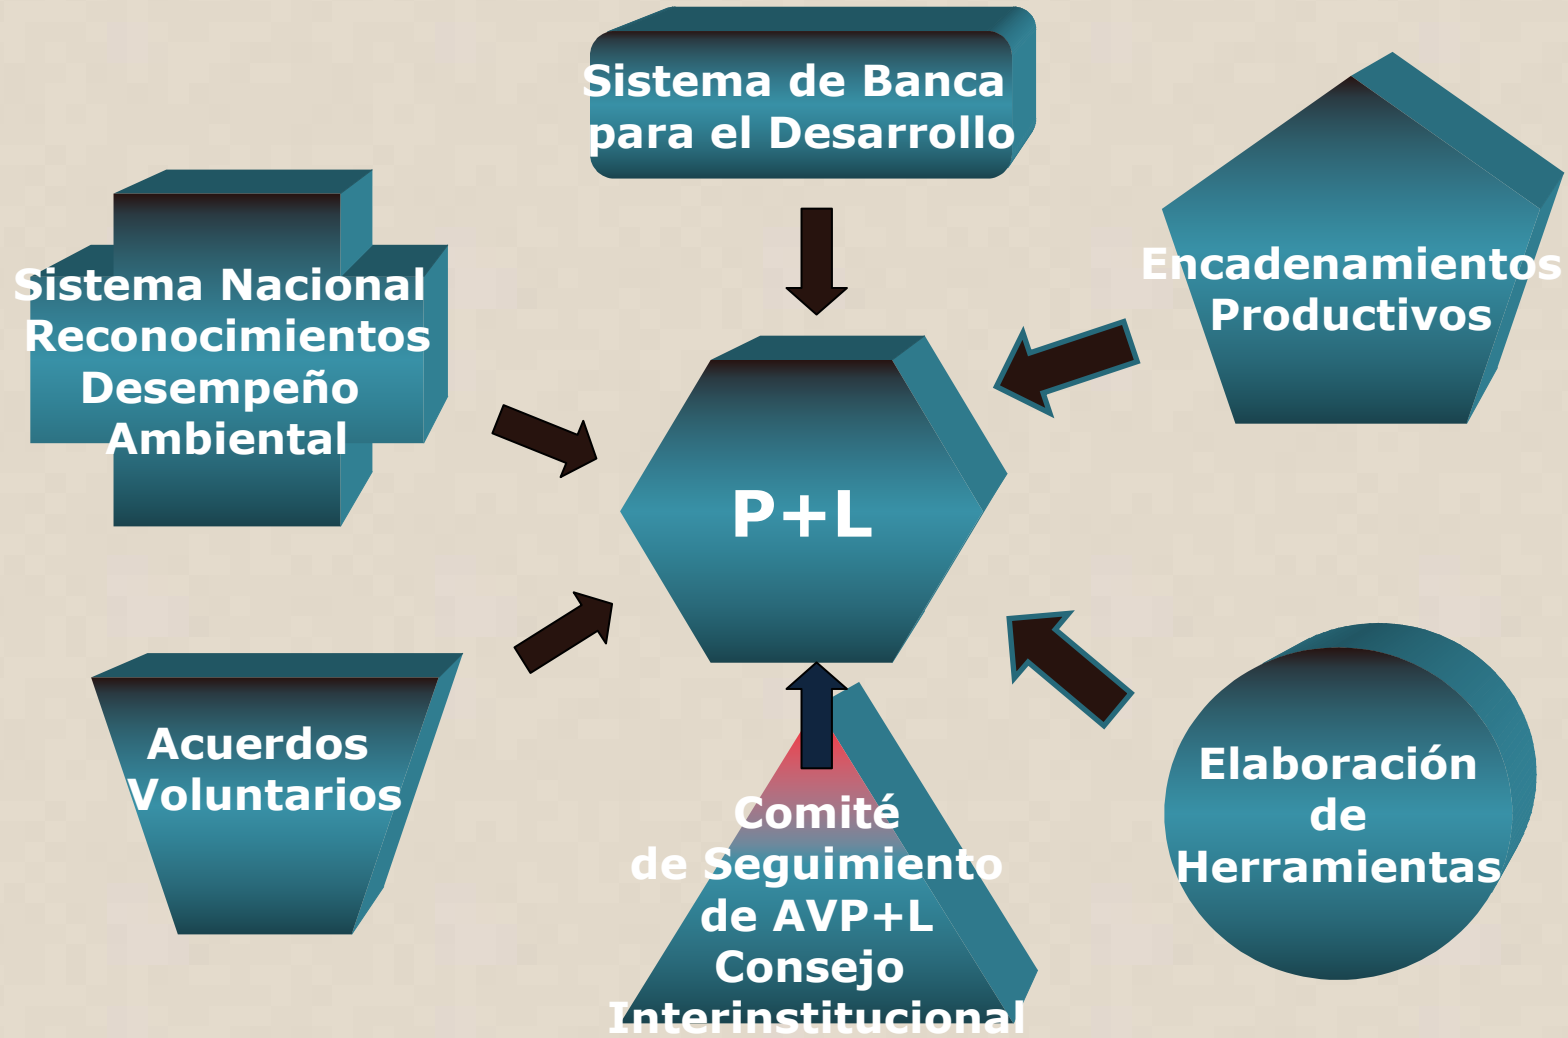 Sistema de Banca
para el Desarrollo
Sistema Nacional
Reconocimientos
Desempeño
Ambiental
Encadenamientos
Productivos
P+L
Acuerdos
Voluntarios
Comité
de Seguimiento
de AVP+L
Consejo
Interinstitucional
Elaboración
de
Herramientas